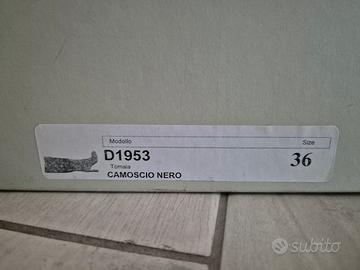 Modello
Size
D1953
36
Tomaia
CAMOSCIO NERO
subito